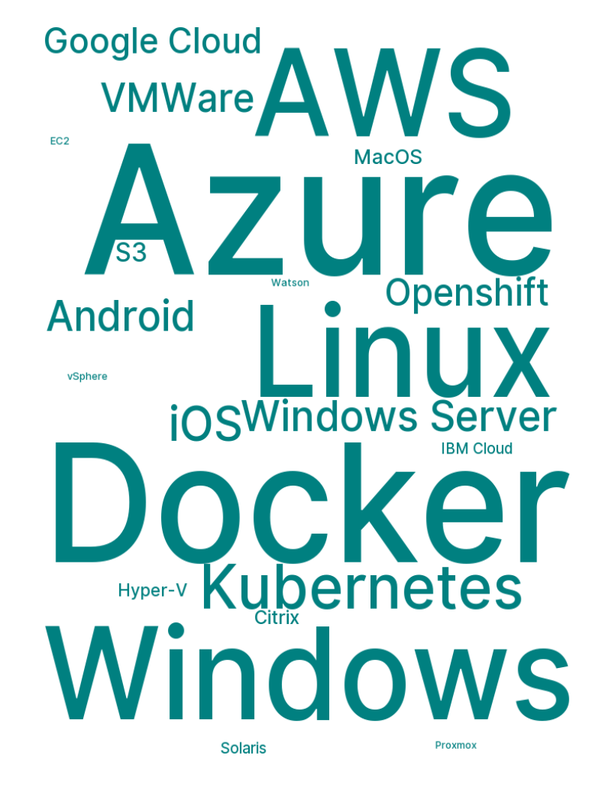 Google Cloud
AWS
VMWare
EC2
MacOS
Azure
S3
Watson
Openshift
Android
Linux
vSphere
iOS
Windows Server
IBM Cloud
Docker
Kubernetes
Hyper-V
Citrix
Windows
Solaris
Proxmox